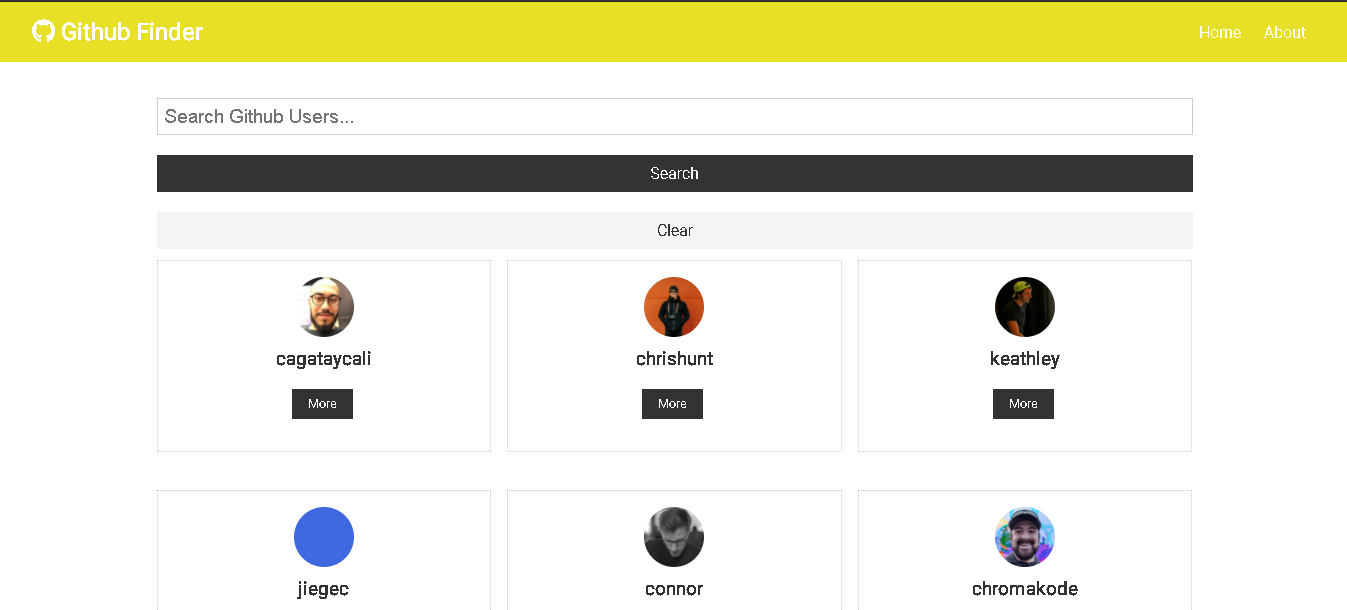 Github Finder Home About
Search Github Users...
Search
Clear
cagataycali chrishunt keathley
More More More
jiegec connor chromakode